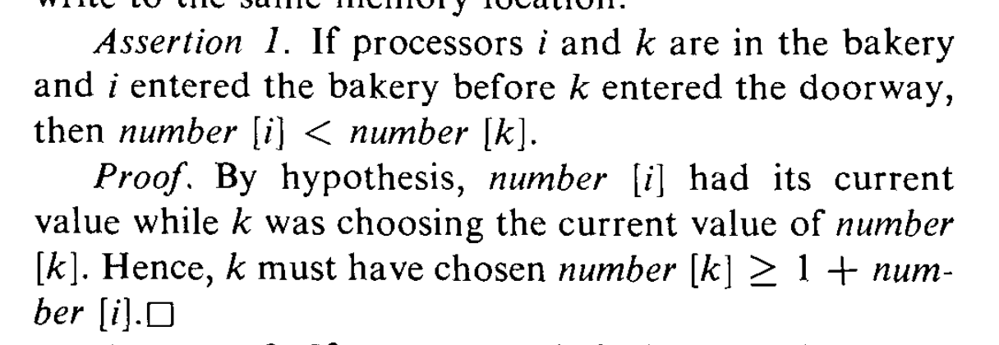 write to the same memory location.
Assertion 1. If processors i and k are in the bakery
and i entered the bakery before k entered the doorway,
then number [i] < number [k].
Proof. By hypothesis, number [i] had its current
value while k was choosing the current value of number
[k]. Hence, k must have chosen number [k] ≥ 1 + num-
ber [i].□